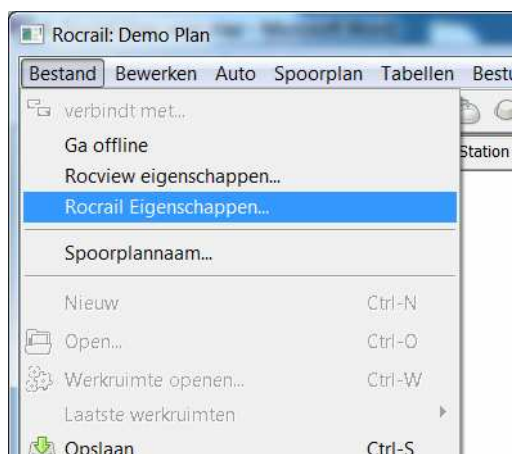 Rocrail: Demo Plan
Bestand Bewerken Auto Spoorplan Tabellen Bestu
verbindt met...
Ga offline
Station
Rocview eigenschappen...
Rocrail Eigenschappen...
Spoorplannaam...
Nieuw Ctrl-N
Open... Ctrl-O
Werkruimte openen... Ctrl-W
Laatste werkruimten
Opslaan Ctrl-S